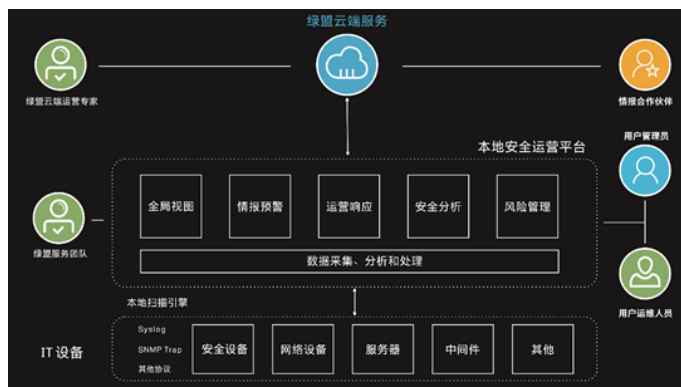 绿盟云端服务
绿盟云端运营专家
情报合作伙伴
用户管理员
本地安全运营平台
全局视图
情报预警
运营响应
安全分析
风险管理
绿盟服务团队
数据采集、分析和处理
本地扫描引擎
用户运维人员
Syslog
SNMP Trap
其他协议
IT 设备
安全设备
网络设备
服务器
中间件
其他